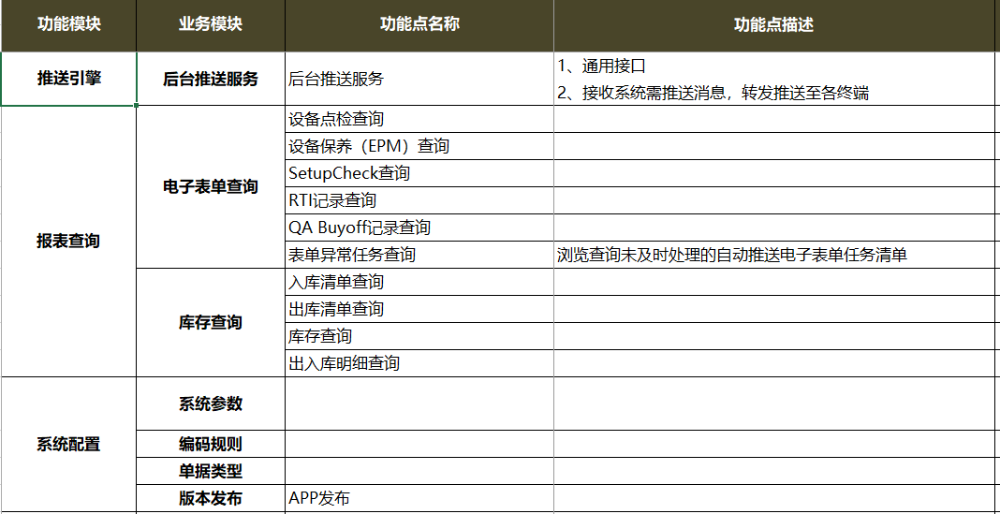 功能模块 业务模块 功能点名称 功能点描述
推送引擎 后台推送服务 后台推送服务 1、通用接口
2、接收系统需推送消息，转发推送至各终端
报表查询 电子表单查询 设备点检查询
设备保养（EPM）查询
SetupCheck查询
RTI记录查询
QA Buyoff记录查询
表单异常任务查询 浏览查询未及时处理的自动推送电子表单任务清单
库存查询 入库清单查询
出库清单查询
库存查询
出入库明细查询
系统配置 系统参数
编码规则
单据类型
版本发布 APP发布